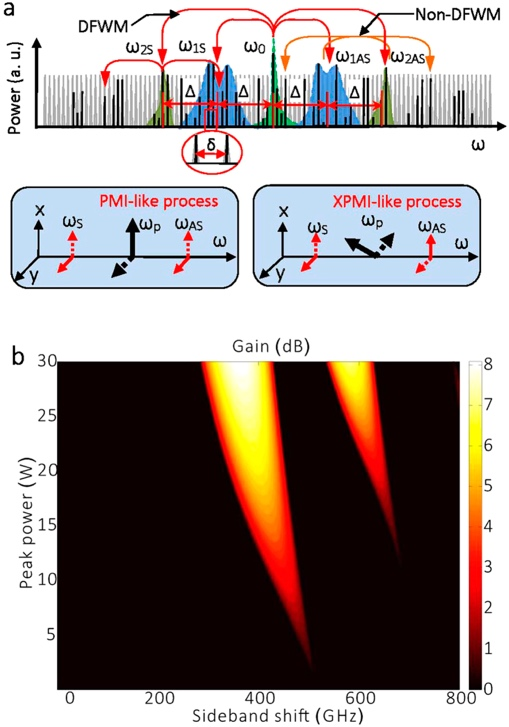 a
DFWM
Non-DFWM
ω2S
ω1S
ω0
ω1AS
ω2AS
Power (a. u.)
Δ
Δ
Δ
Δ
ω
δ
PMI-like process
x
y
ωS
ωp
ωAS
ω
XPMI-like process
x
y
ωS
ωp
ωAS
ω
b
Gain (dB)
Peak power (W)
30
25
20
15
10
5
0
200
400
600
800
Sideband shift (GHz)
8
7
6
5
4
3
2
1
0